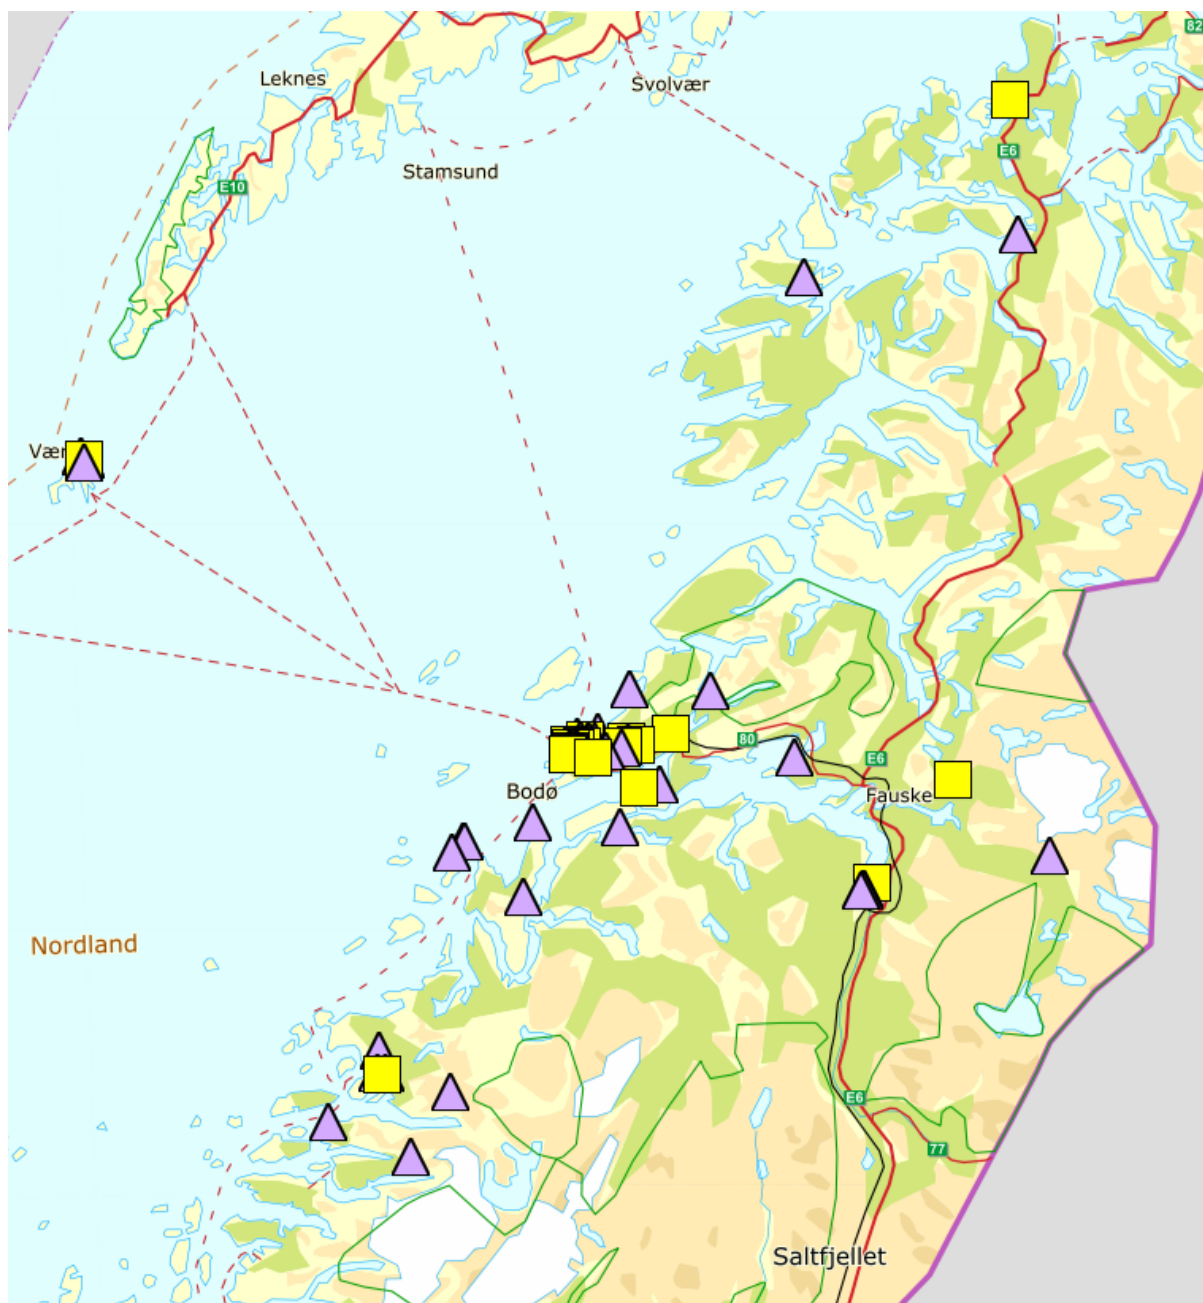 82
Leknes
Svolvær
E6
Stamsund
E10
Vær
80
E6
Bodø
Fauske
Nordland
E6
77
Saltfjellet